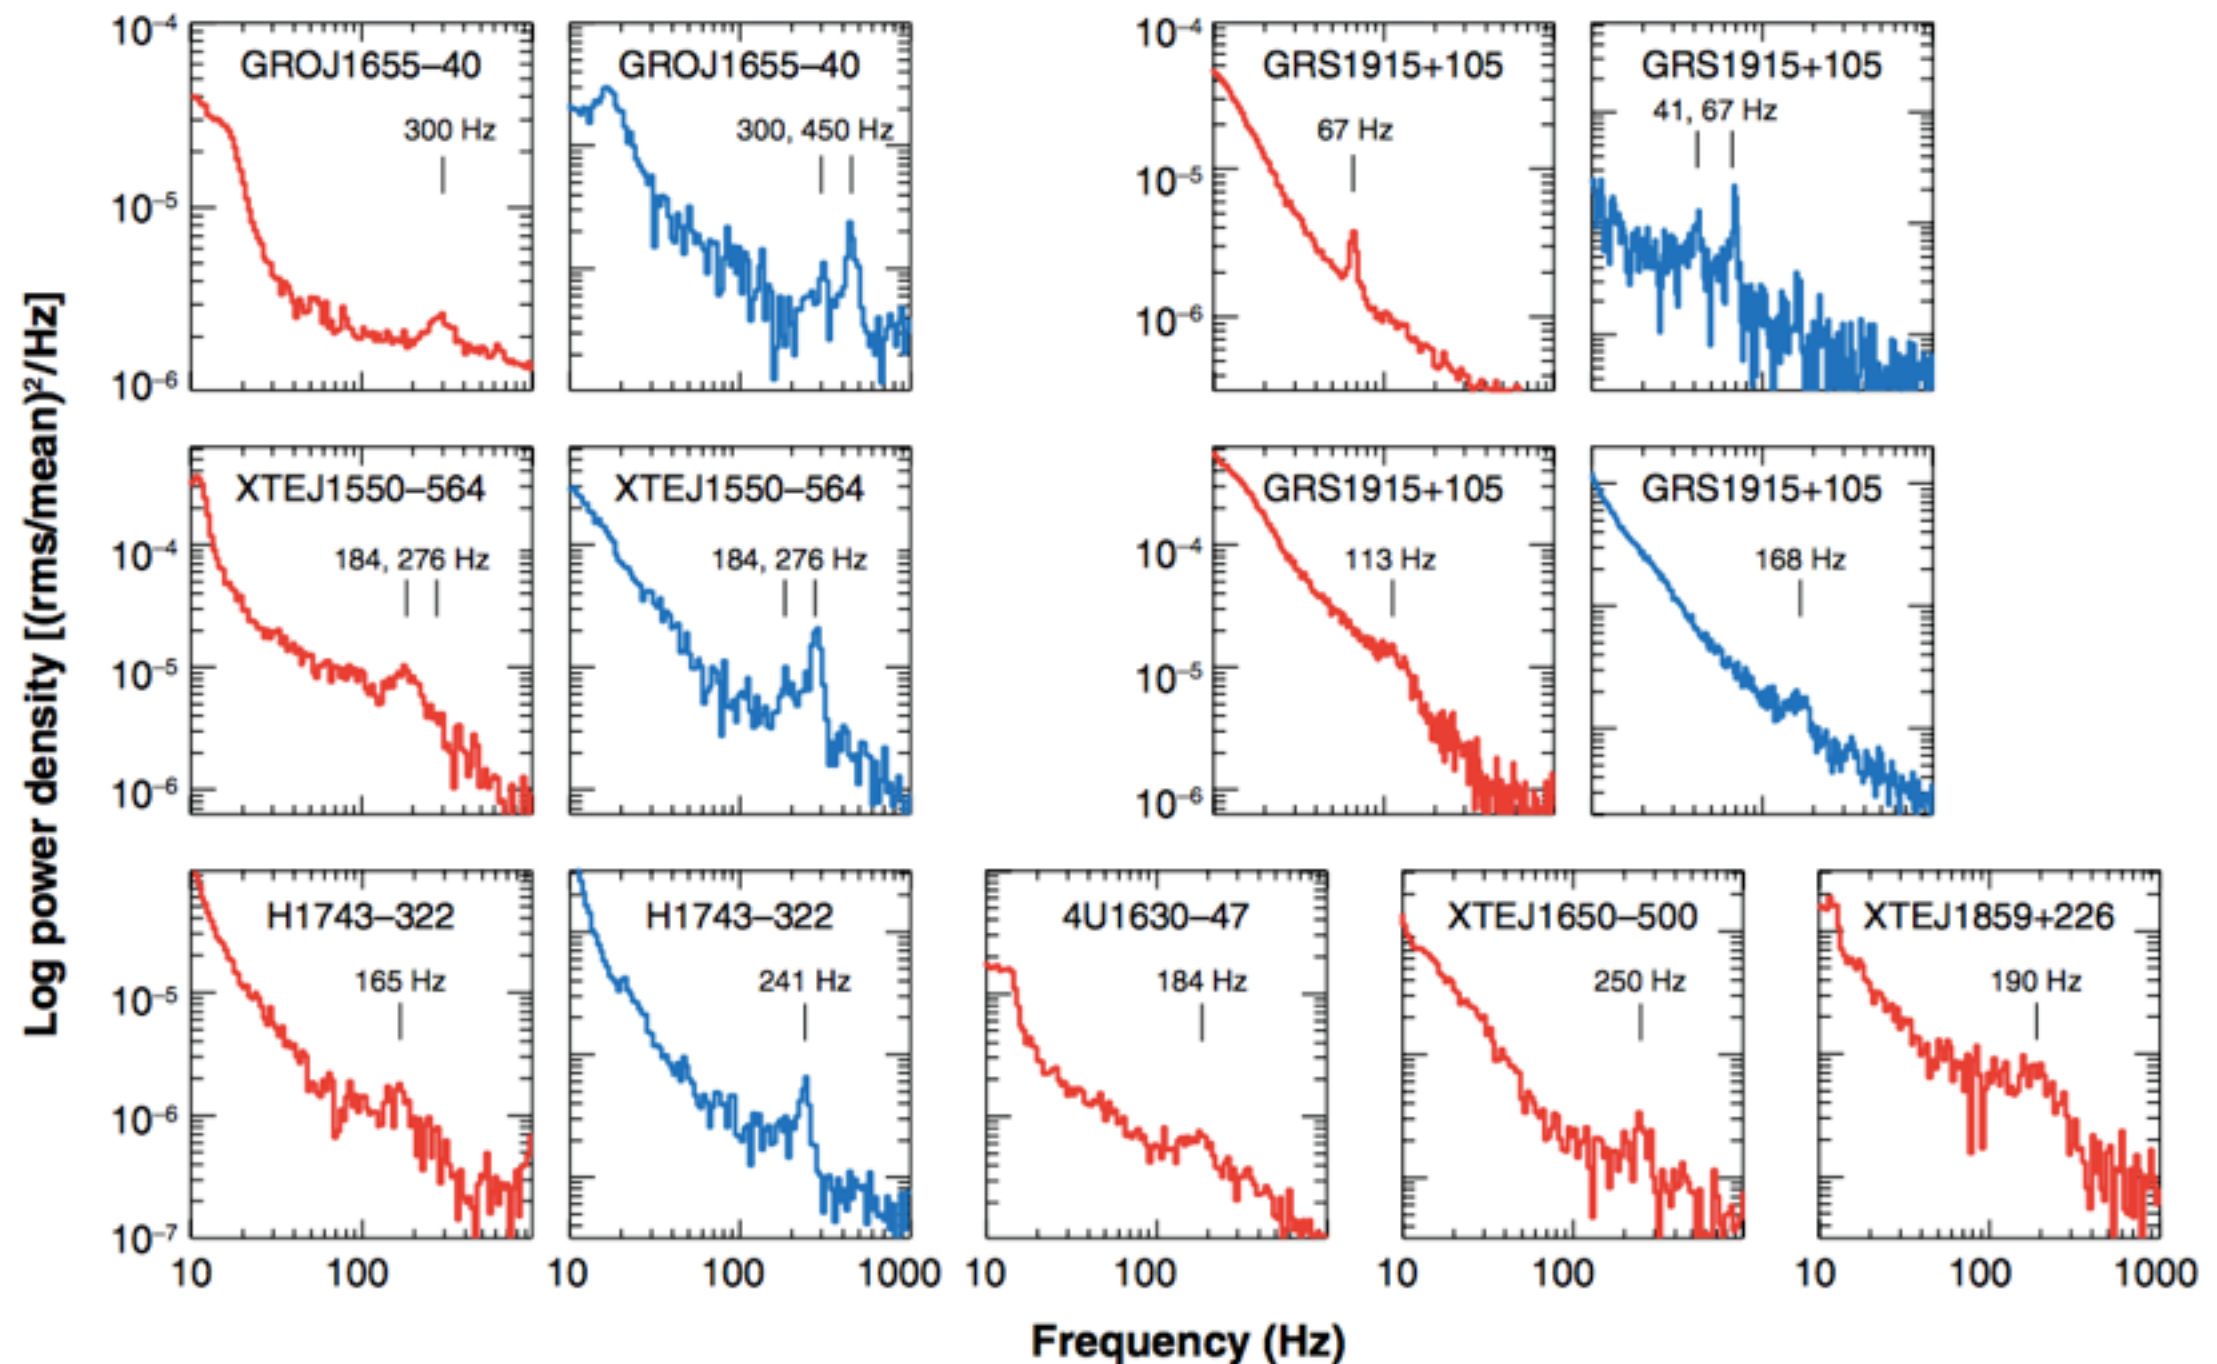 Log power density [(rms/mean)²/Hz]
10⁻⁴
10⁻⁵
10⁻⁶
GROJ1655–40
300 Hz
GROJ1655–40
300, 450 Hz
10⁻⁴
10⁻⁵
10⁻⁶
GRS1915+105
67 Hz
GRS1915+105
41, 67 Hz
10⁻⁴
10⁻⁵
10⁻⁶
XTEJ1550–564
184, 276 Hz
XTEJ1550–564
184, 276 Hz
10⁻⁴
10⁻⁵
10⁻⁶
GRS1915+105
113 Hz
GRS1915+105
168 Hz
10⁻⁵
10⁻⁶
10⁻⁷
H1743–322
165 Hz
H1743–322
241 Hz
4U1630–47
184 Hz
XTEJ1650–500
250 Hz
XTEJ1859+226
190 Hz
10 100 10 100 1000 10 100 10 100 10 100 1000
Frequency (Hz)